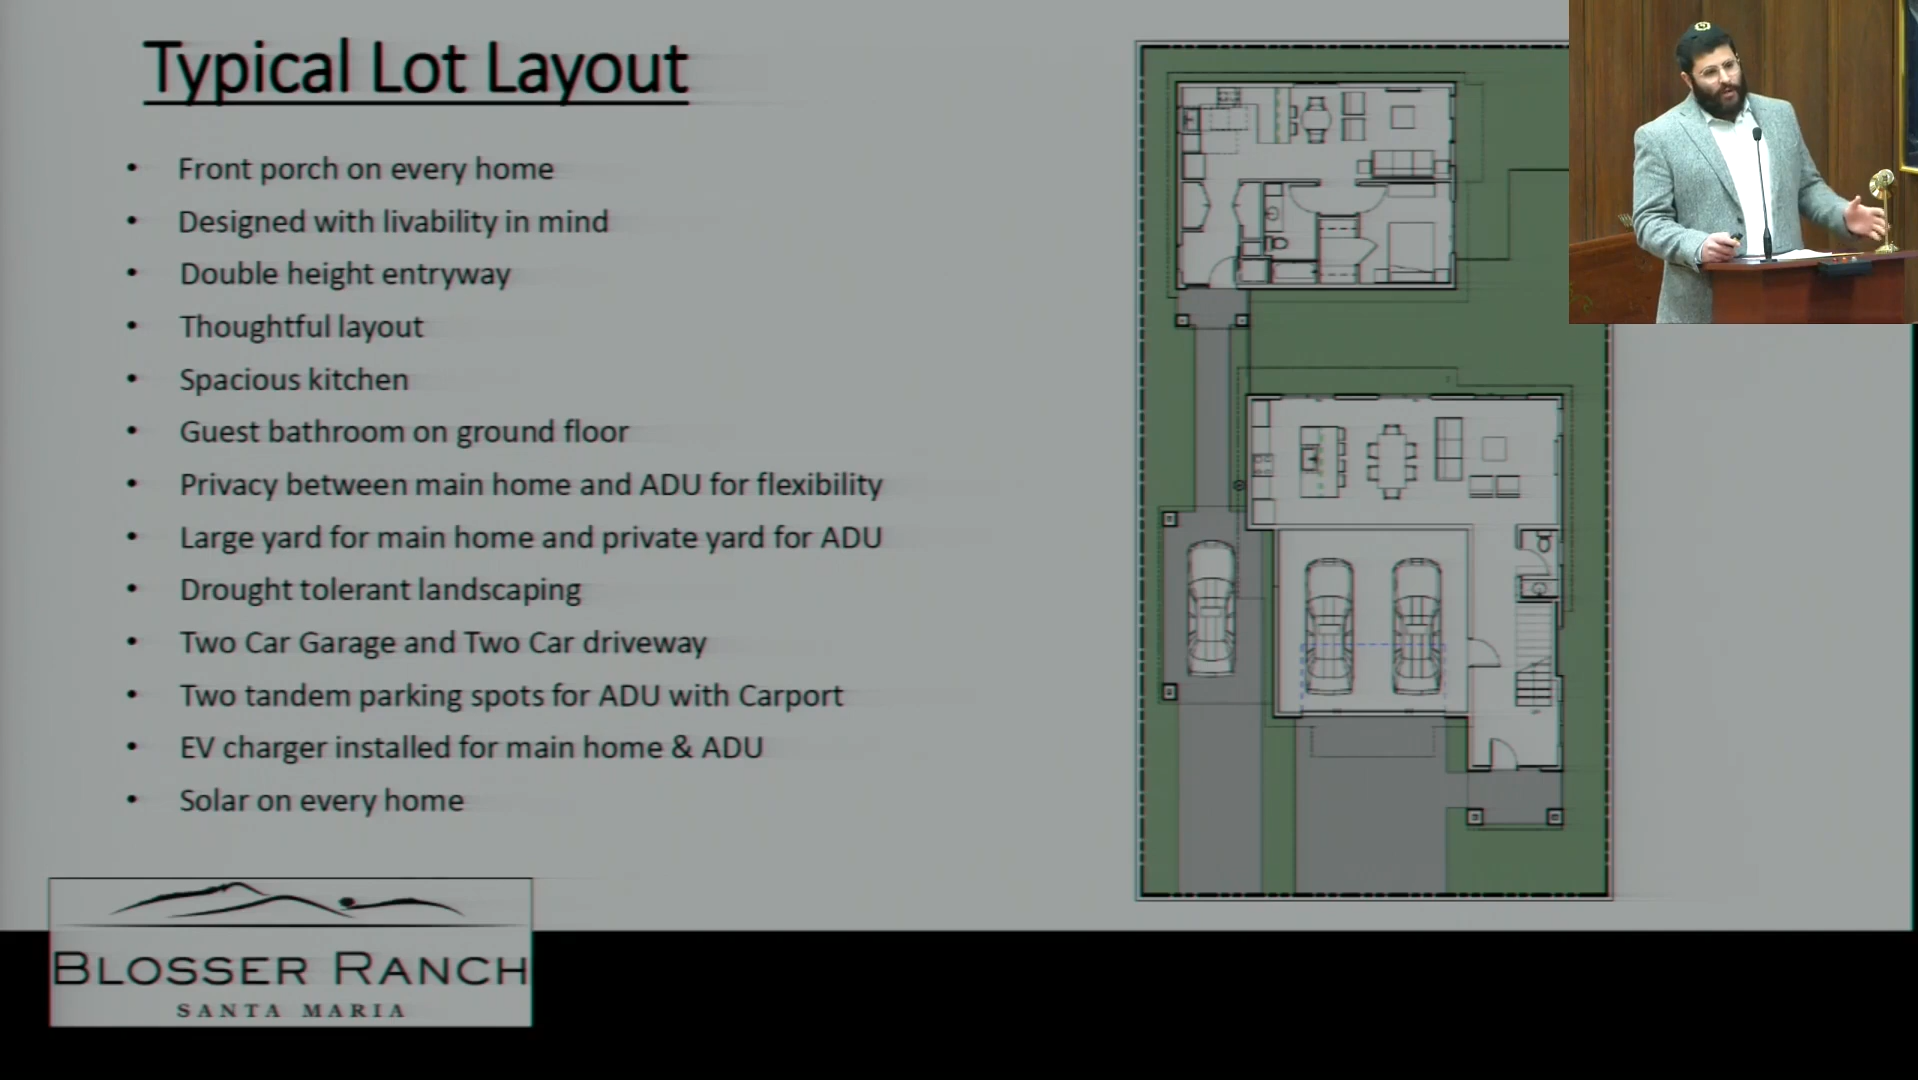 Typical Lot Layout
• Front porch on every home
• Designed with livability in mind
• Double height entryway
• Thoughtful layout
• Spacious kitchen
• Guest bathroom on ground floor
• Privacy between main home and ADU for flexibility
• Large yard for main home and private yard for ADU
• Drought tolerant landscaping
• Two Car Garage and Two Car driveway
• Two tandem parking spots for ADU with Carport
• EV charger installed for main home & ADU
• Solar on every home
BLOSSER RANCH
SANTA MARIA